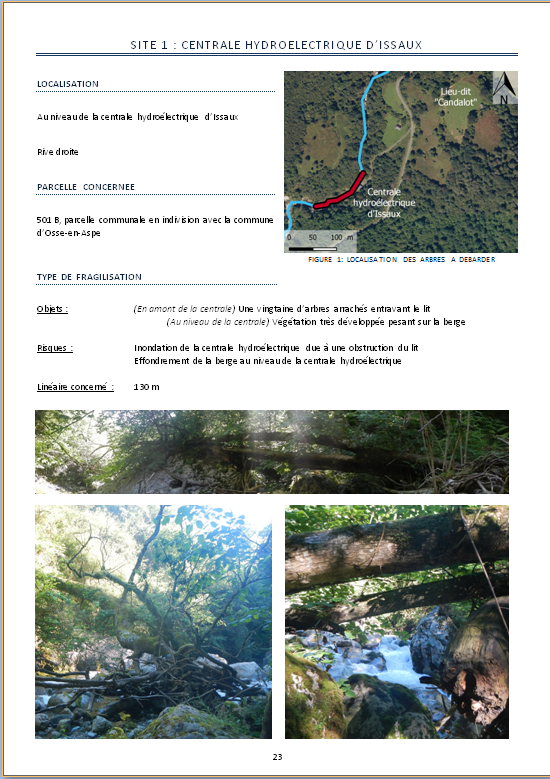 SITE 1 : CENTRALE HYDROELECTRIQUE D'ISSAUX
LOCALISATION
Au niveau de la centrale hydroélectrique d'Issaux
Rive droite
PARCELLE CONCERNEE
501 B, parcelle communale en indivision avec la commune
d'Osse-en-Aspe
Lieu-dit
"Candalot"
N
Centrale
hydroélectrique
d'Issaux
0 50 100 m
FIGURE 1: LOCALISATION DES ARBRES A DEBARDER
TYPE DE FRAGILISATION
Objets : (En amont de la centrale) Une vingtaine d'arbres arrachés entravant le lit
(Au niveau de la centrale) Végétation très développée pesant sur la berge
Risques : Inondation de la centrale hydroélectrique due à une obstruction du lit
Effondrement de la berge au niveau de la centrale hydroélectrique
Linéaire concerné : 130 m
23